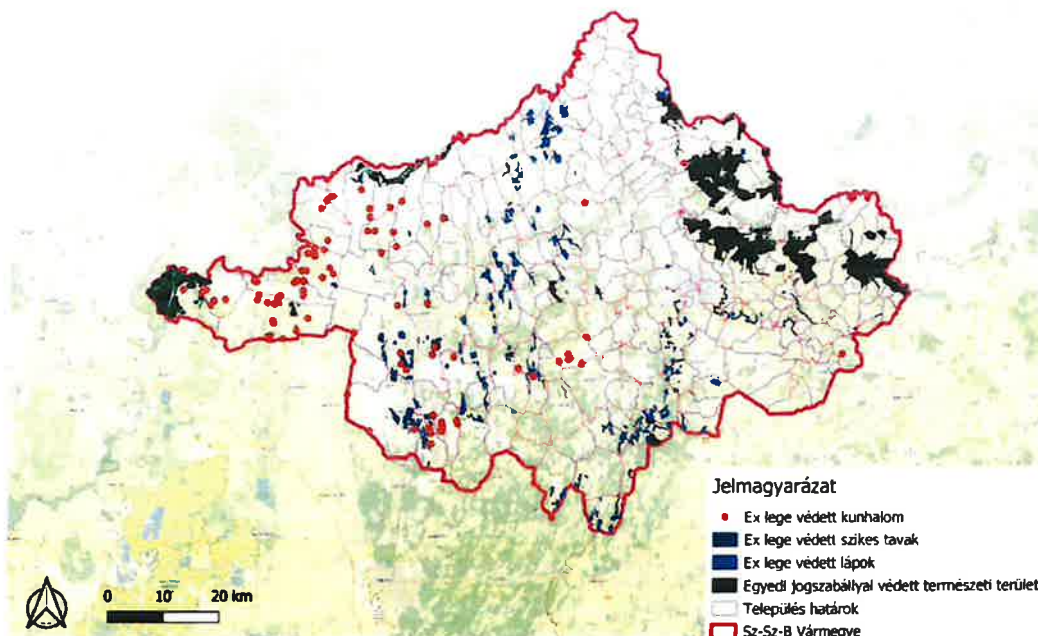 Jelmagyarázat
Ex lege védett kunhalom
Ex lege védett szikes tavak
Ex lege védett lápok
Egyedi jogszabállyal védett természeti terület
Település határok
Sz-Sz-B Vármegye
0 10 20 km